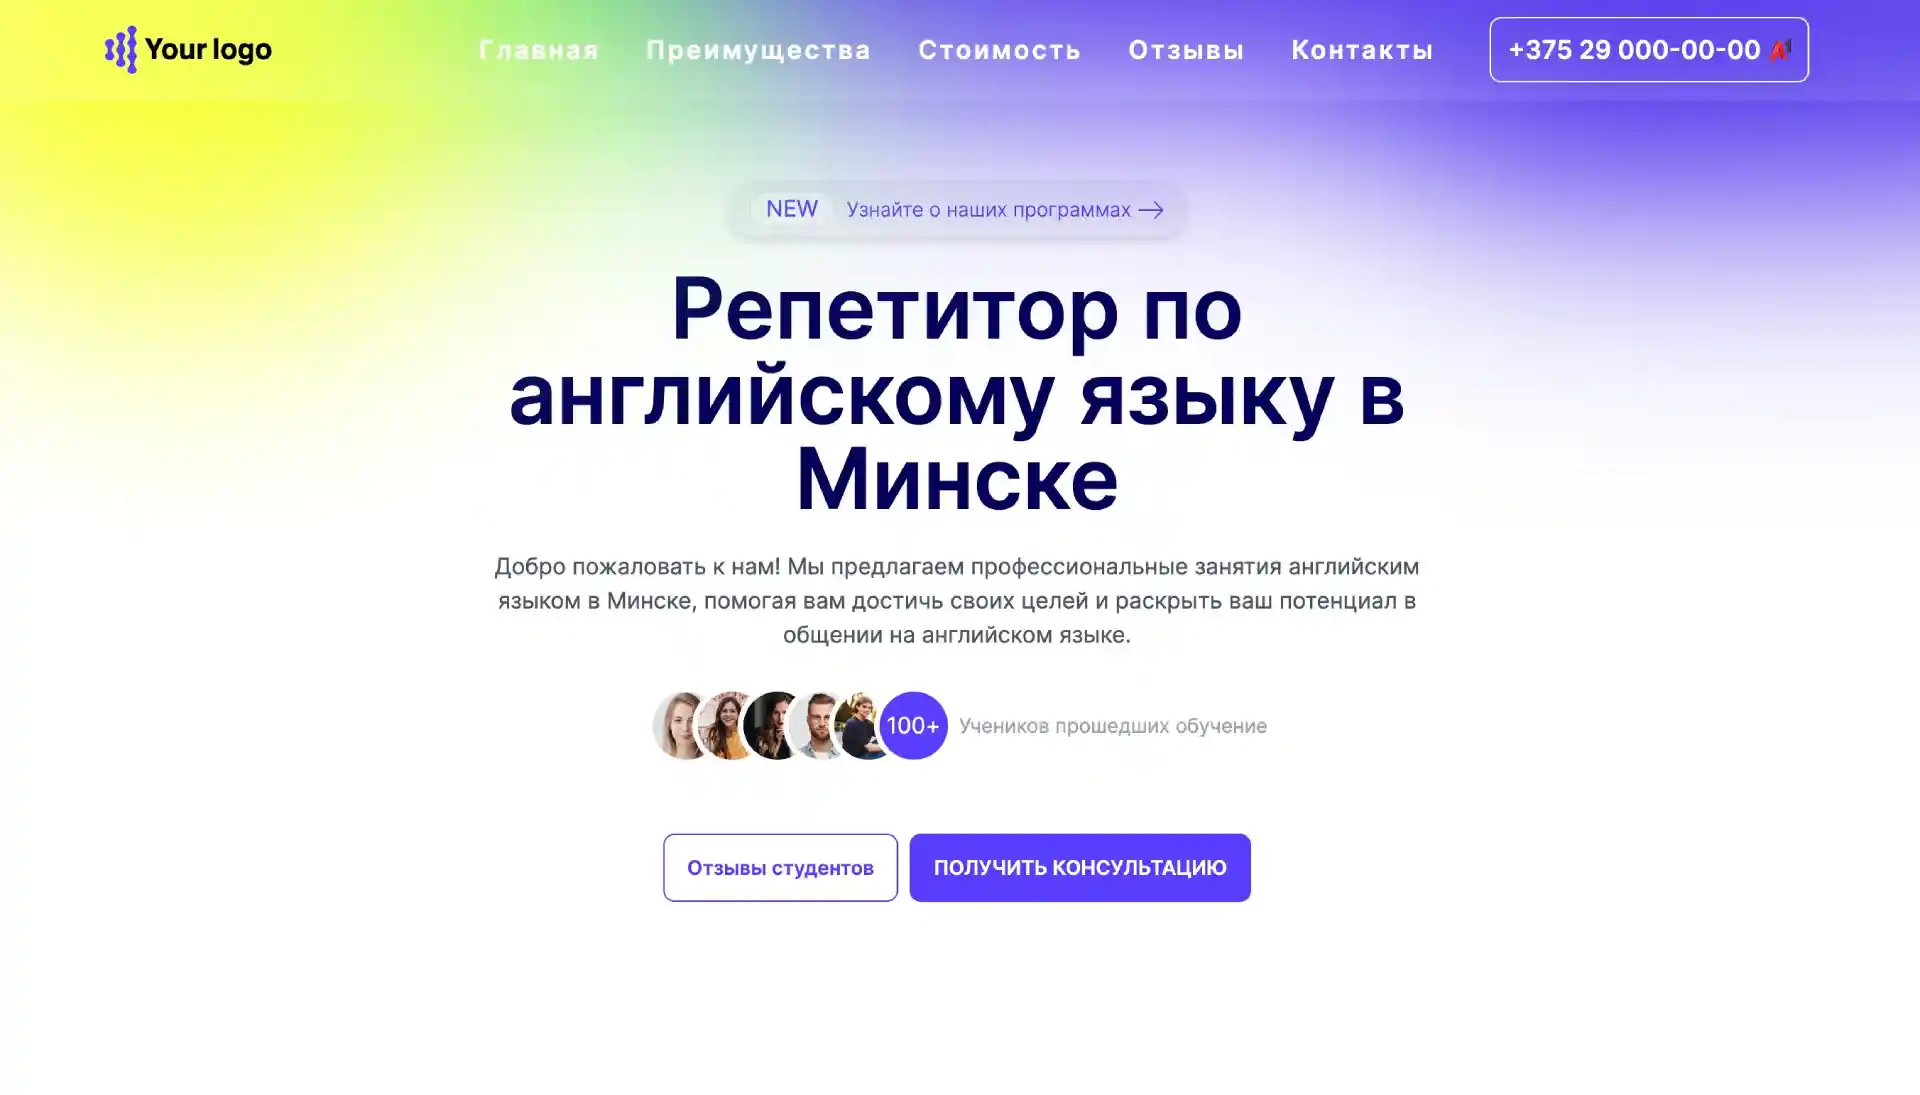 Your logo
Главная
Преимущества
Стоимость
Отзывы
Контакты
+375 29 000-00-00
NEW
Узнайте о наших программах
Репетитор по
английскому языку в
Минске
Добро пожаловать к нам! Мы предлагаем профессиональные занятия английским
языком в Минске, помогая вам достичь своих целей и раскрыть ваш потенциал в
общении на английском языке.
100+
Учеников прошедших обучение
Отзывы студентов
ПОЛУЧИТЬ КОНСУЛЬТАЦИЮ